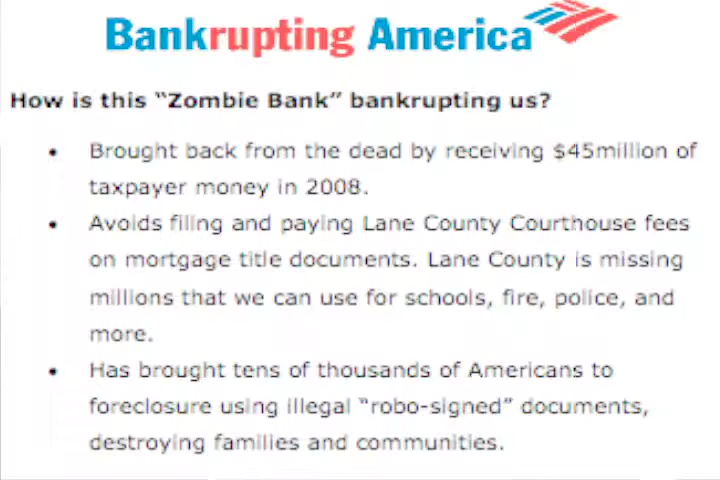 Bankrupting America
How is this “Zombie Bank” bankrupting us?
• Brought back from the dead by receiving $45million of
taxpayer money in 2008.
• Avoids filing and paying Lane County Courthouse fees
on mortgage title documents. Lane County is missing
millions that we can use for schools, fire, police, and
more.
• Has brought tens of thousands of Americans to
foreclosure using illegal “robo-signed” documents,
destroying families and communities.